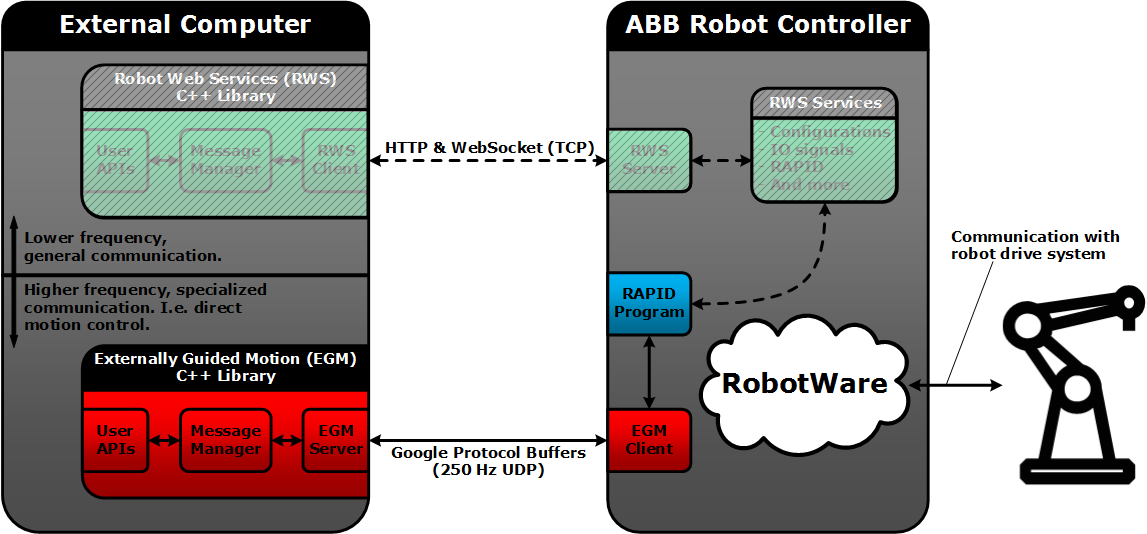 External Computer
Robot Web Services (RWS)
C++ Library
User
APIs
Message
Manager
RWS
Client
Lower frequency,
general communication.
Higher frequency, specialized
communication. I.e. direct
motion control.
Externally Guided Motion (EGM)
C++ Library
User
APIs
Message
Manager
EGM
Server
HTTP & WebSocket (TCP)
Google Protocol Buffers
(250 Hz UDP)
ABB Robot Controller
RWS
Server
RWS Services
- Configurations
- IO signals
- RAPID
- And more
RAPID
Program
EGM
Client
RobotWare
Communication with
robot drive system